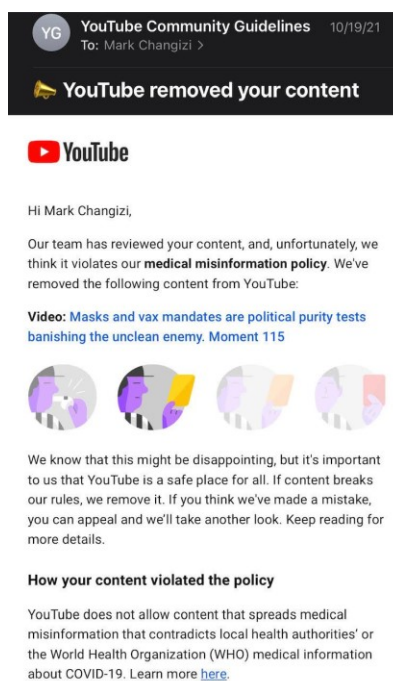 YG
YouTube Community Guidelines 10/19/21
To: Mark Changizi >
YouTube removed your content
YouTube
Hi Mark Changizi,
Our team has reviewed your content, and, unfortunately, we
think it violates our medical misinformation policy. We've
removed the following content from YouTube:
Video: Masks and vax mandates are political purity tests
banishing the unclean enemy. Moment 115
We know that this might be disappointing, but it's important
to us that YouTube is a safe place for all. If content breaks
our rules, we remove it. If you think we've made a mistake,
you can appeal and we'll take another look. Keep reading for
more details.
How your content violated the policy
YouTube does not allow content that spreads medical
misinformation that contradicts local health authorities' or
the World Health Organization (WHO) medical information
about COVID-19. Learn more here.